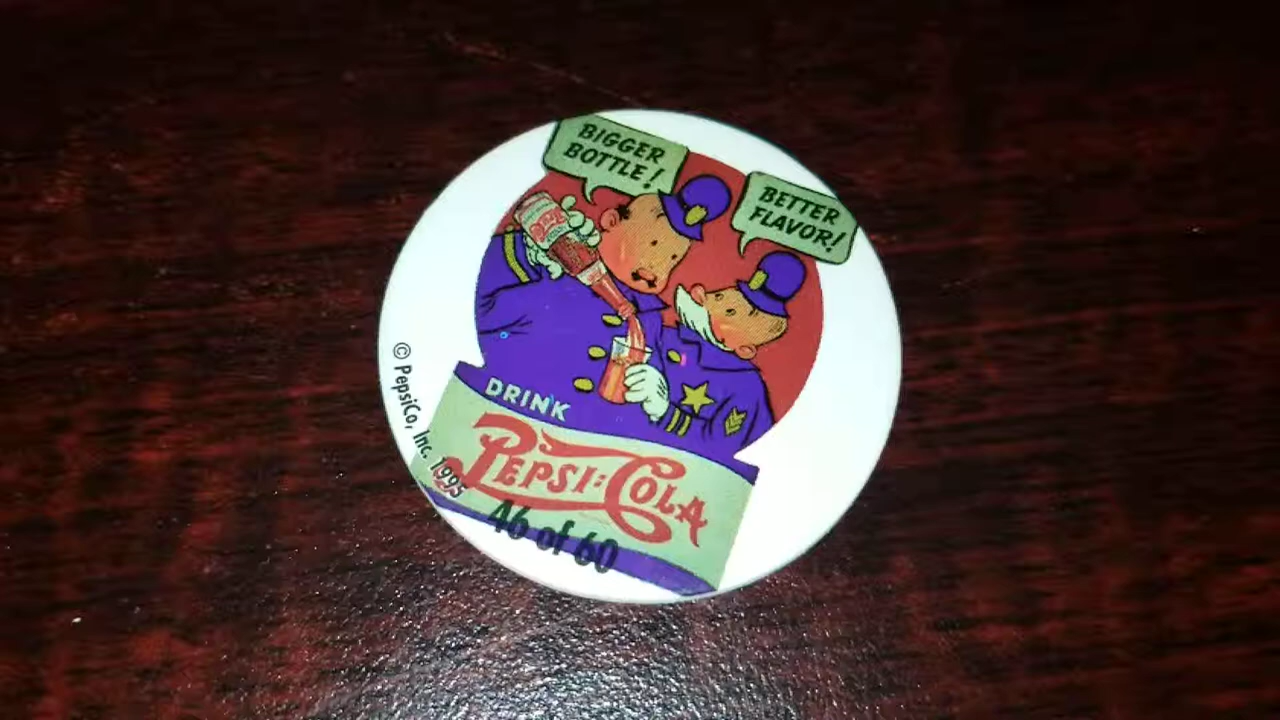 BIGGER
BOTTLE!
BETTER
FLAVOR!
DRINK
PEPSI:COLA
© PepsiCo, Inc. 1995
46 of 60